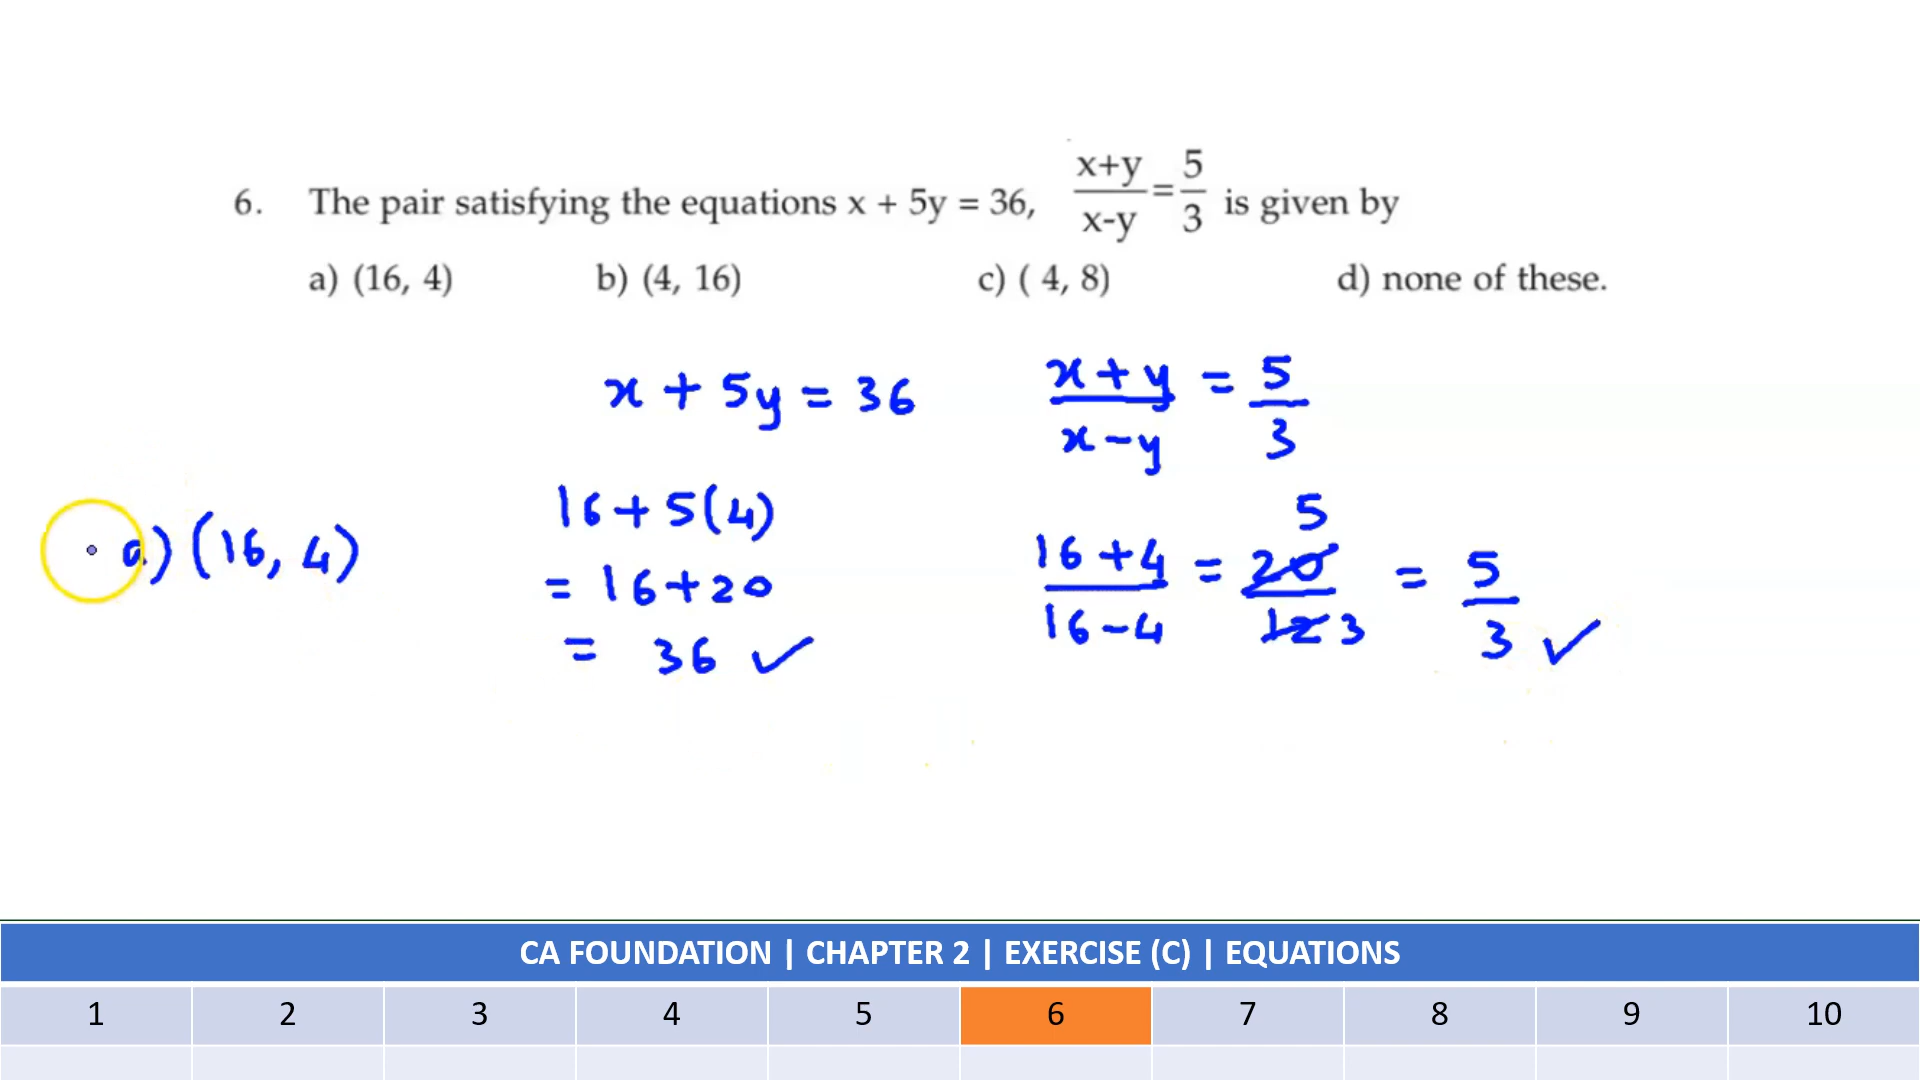 6. The pair satisfying the equations x + 5y = 36, x+y/x-y = 5/3 is given by
a) (16, 4) b) (4, 16) c) ( 4, 8) d) none of these.
x + 5y = 36
x + y / x - y = 5/3
a) (16, 4)
16 + 5(4)
= 16 + 20
= 36 ✓
16 + 4 / 16 - 4 = 20 5 / 12 3 = 5/3 ✓
CA FOUNDATION | CHAPTER 2 | EXERCISE (C) | EQUATIONS
1 2 3 4 5 6 7 8 9 10